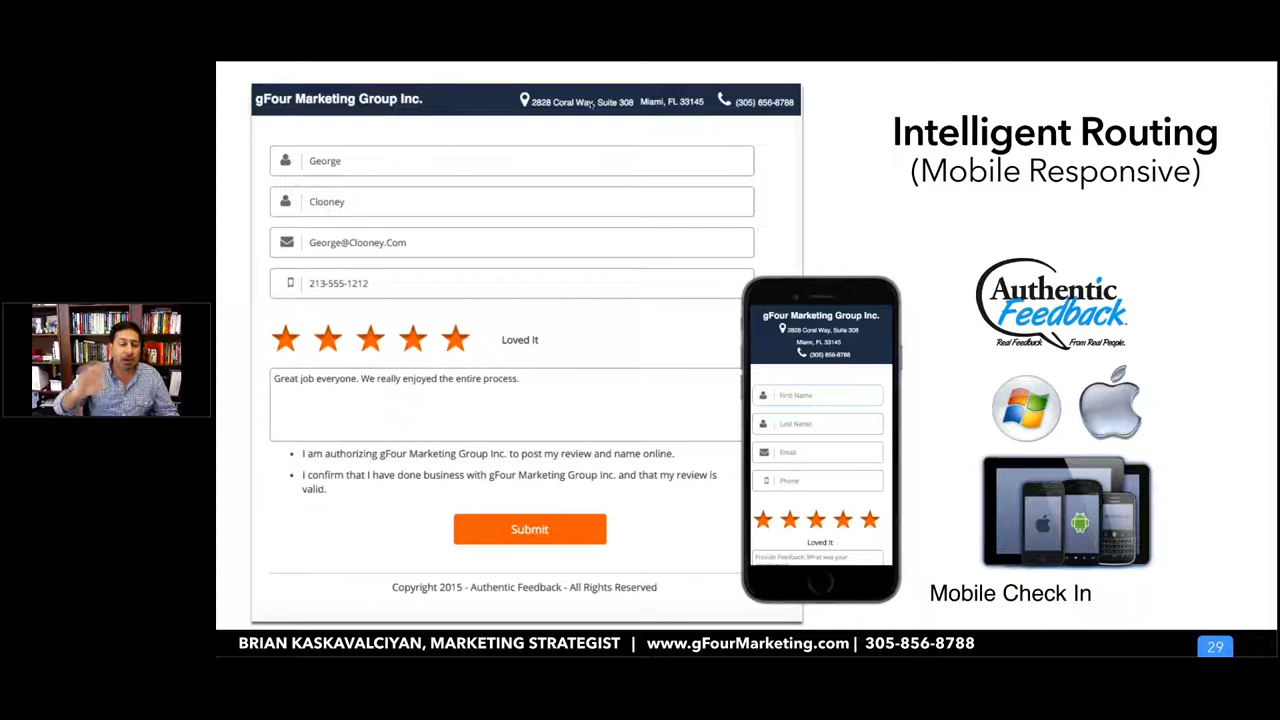 gFour Marketing Group Inc.
2828 Coral Way, Suite 308 Miami, FL 33145
(305) 856-8788
George
Clooney
George@Clooney.Com
213-555-1212
Loved It
Great job everyone. We really enjoyed the entire process.
I am authorizing gFour Marketing Group Inc. to post my review and name online.
I confirm that I have done business with gFour Marketing Group Inc. and that my review is
valid.
Submit
Copyright 2015 - Authentic Feedback - All Rights Reserved
gFour Marketing Group Inc.
2828 Coral Way, Suite 308
Miami, FL 33145
(305) 856-8788
First Name
Last Name
Email
Phone
Loved It
Provide Feedback: What was your
Intelligent Routing
(Mobile Responsive)
Authentic
Feedback
Real Feedback From Real People.
Mobile Check In
BRIAN KASKAVALCIYAN, MARKETING STRATEGIST | www.gFourMarketing.com | 305-856-8788
29